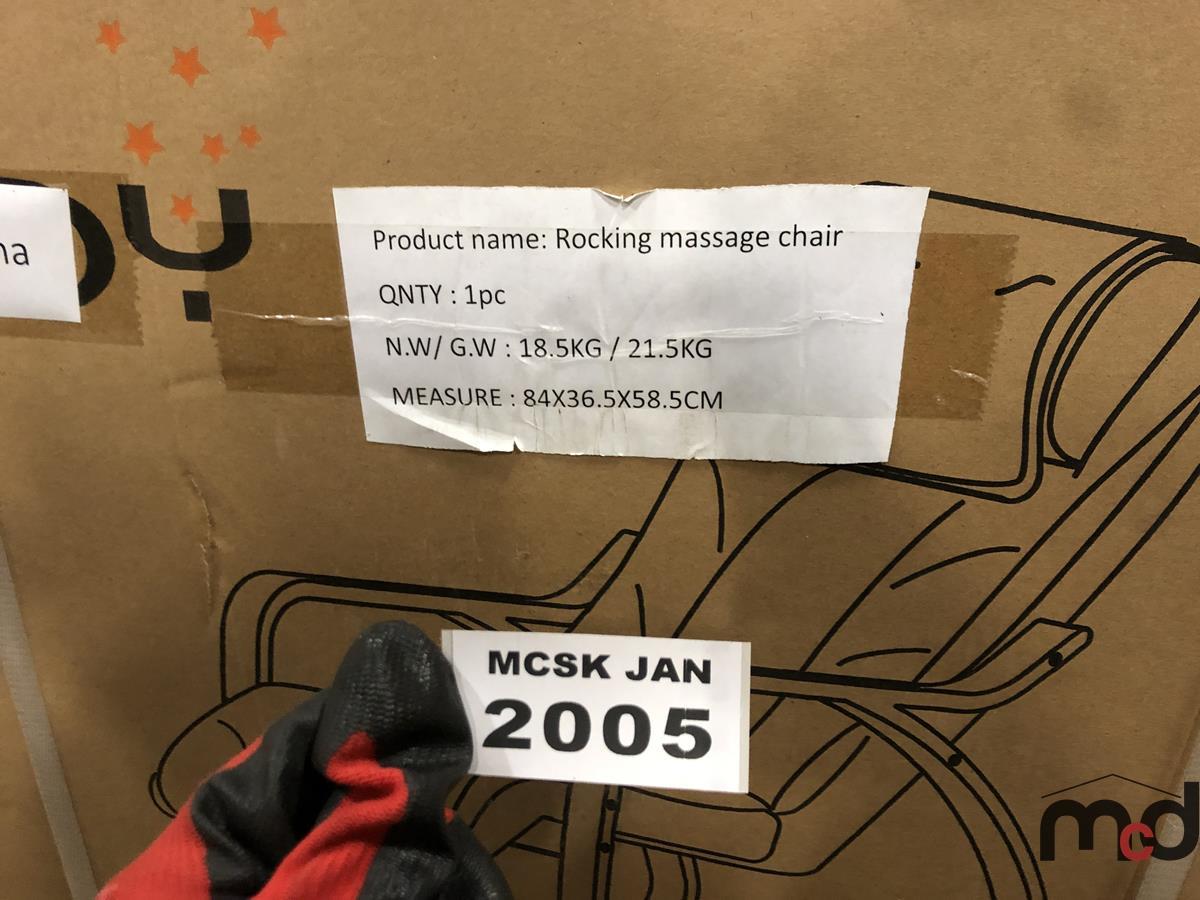 na
Product name: Rocking massage chair
QNTY : 1pc
N.W/ G.W : 18.5KG / 21.5KG
MEASURE : 84X36.5X58.5CM
MCSK JAN
2005
mcd